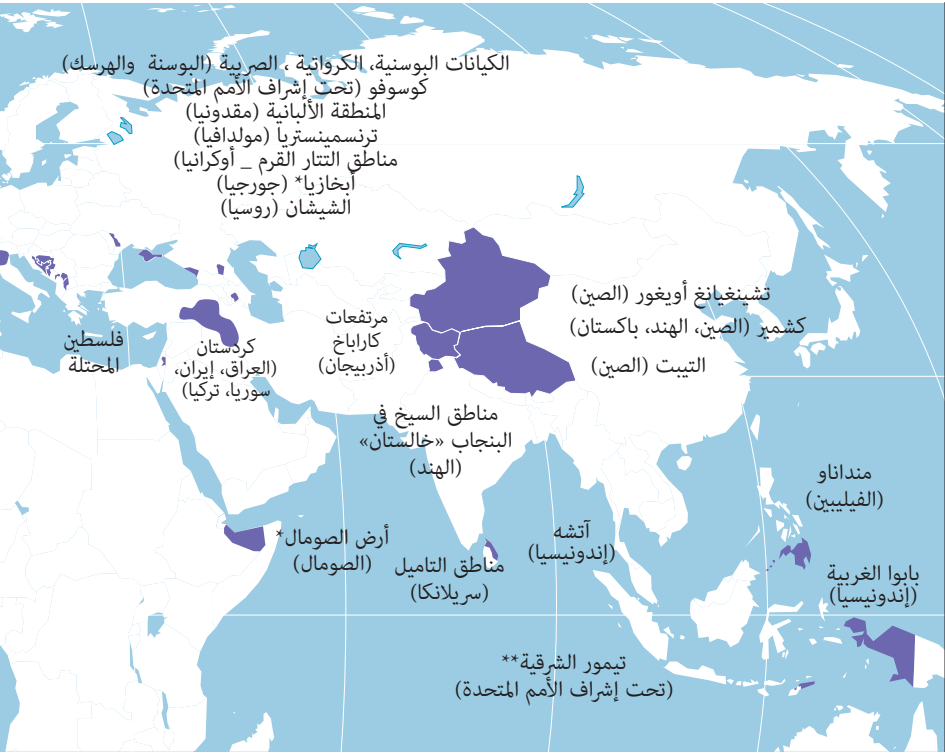 الكيانات البوسنية، الكرواتية ، الصربية (البوسنة والهرسك)
كوسوفو (تحت إشراف الأمم المتحدة)
المنطقة الألبانية (مقدونيا)
ترنسمينستريا (مولدافيا)
مناطق التتار القرم _ أوكرانيا)
أبخازيا* (جورجيا)
الشيشان (روسيا)
تشينغيانغ أويغور (الصين)
كشمير (الصين، الهند، باكستان)
التيبت (الصين)
مرتفعات
كاراباخ
(أذربيجان)
كردستان
(العراق، إيران،
سوريا، تركيا)
فلسطين
المحتلة
مناطق السيخ في
البنجاب «خالستان»
(الهند)
منداناو
(الفيليبين)
أرض الصومال*
(الصومال)
مناطق التاميل
(سريلانكا)
آتشه
(إندونيسيا)
بابوا الغربية
(إندونيسيا)
تيمور الشرقية**
(تحت إشراف الأمم المتحدة)